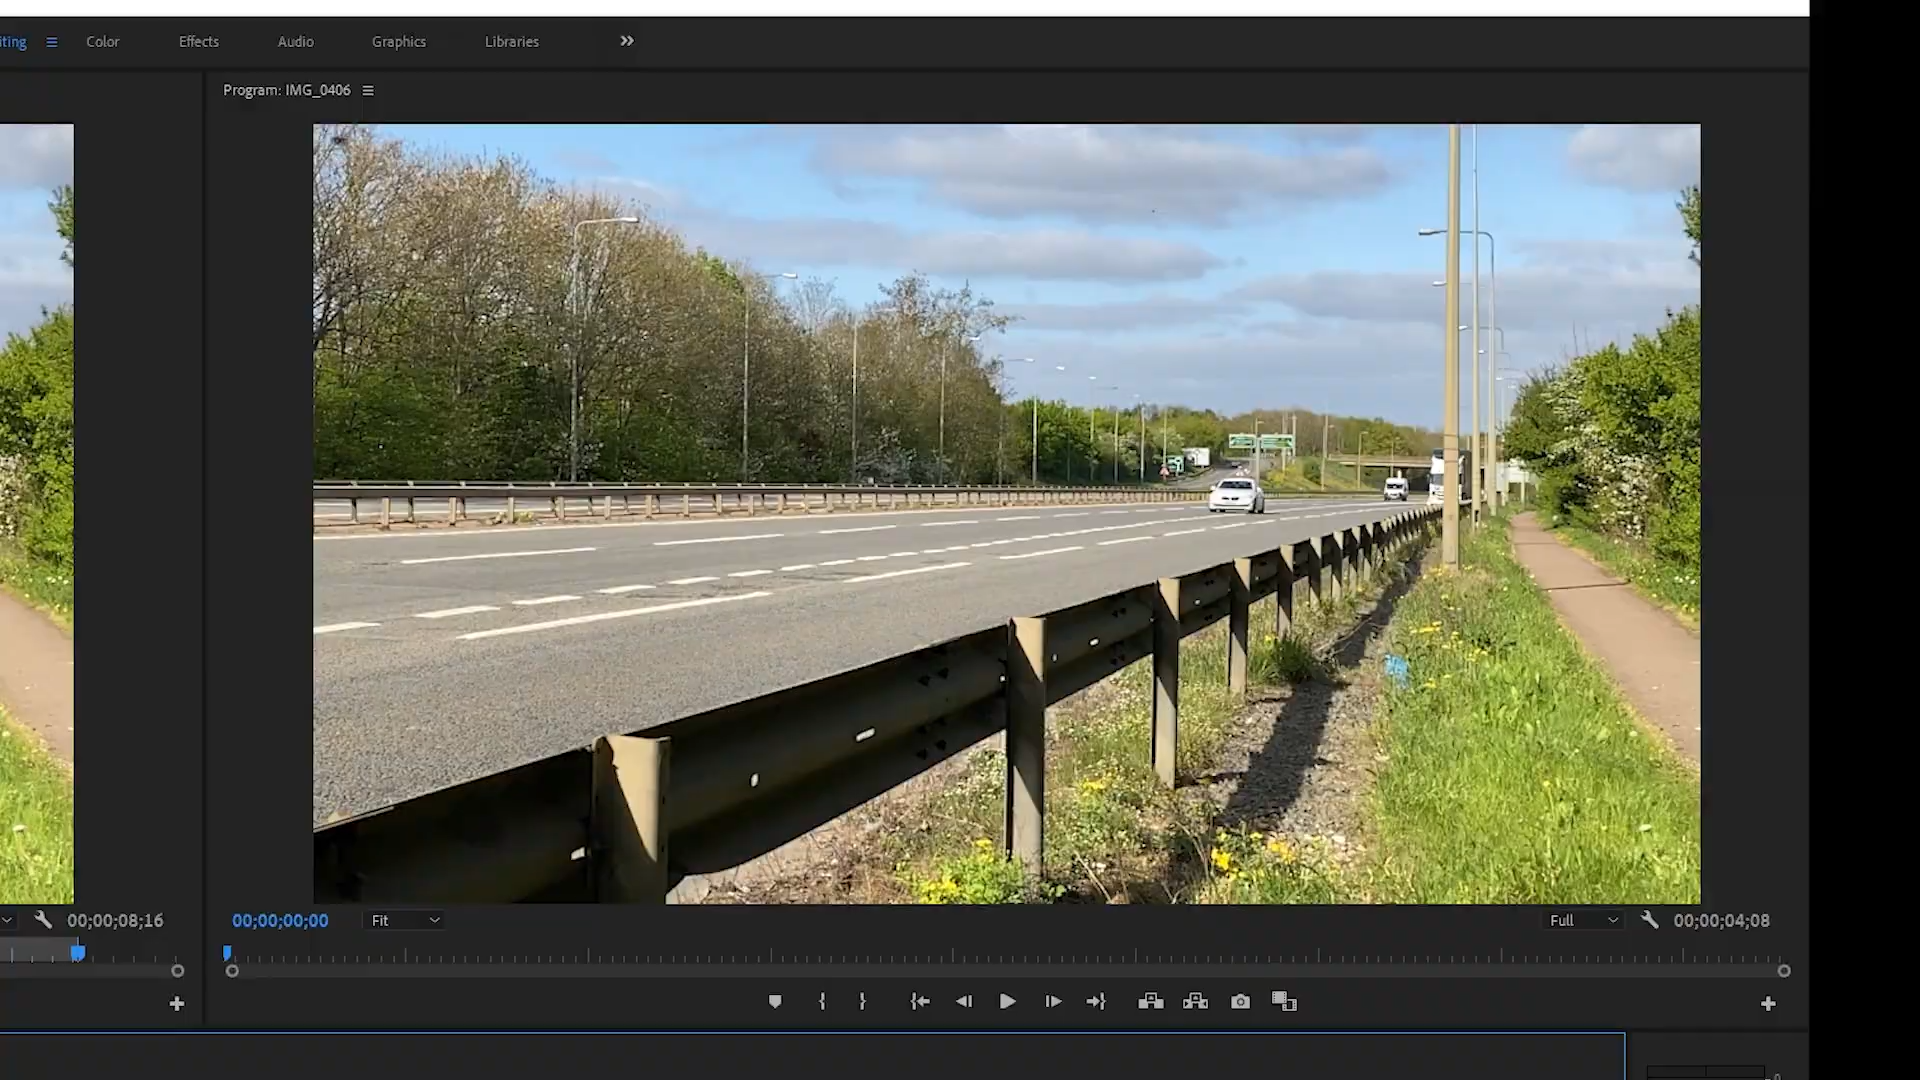 iting Color Effects Audio Graphics Libraries
Program: IMG_0406
00;00;08;16 00;00;00;00 Fit Full 00;00;04;08